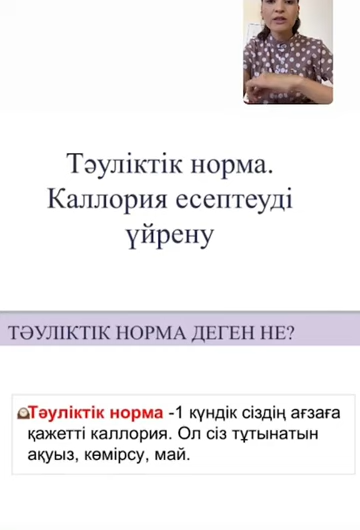 Тәуліктік норма.
Каллория есептеуді
үйрену
ТӘУЛІКТІК НОРМА ДЕГЕН НЕ?
Тәуліктік норма -1 күндік сіздің ағзаға
қажетті каллория. Ол сіз тұтынатын
ақуыз, көмірсу, май.